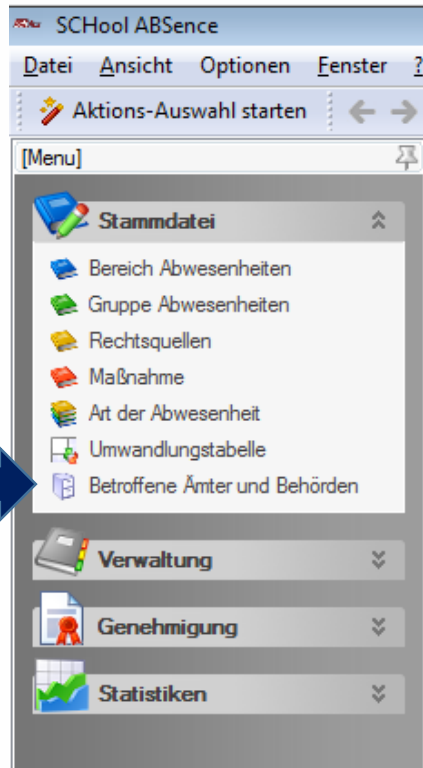 SCHool ABSence
Datei Ansicht Optionen Fenster ?
Aktions-Auswahl starten
[Menu]
Stammdatei
Bereich Abwesenheiten
Gruppe Abwesenheiten
Rechtsquellen
Maßnahme
Art der Abwesenheit
Umwandlungstabelle
Betroffene Ämter und Behörden
Verwaltung
Genehmigung
Statistiken